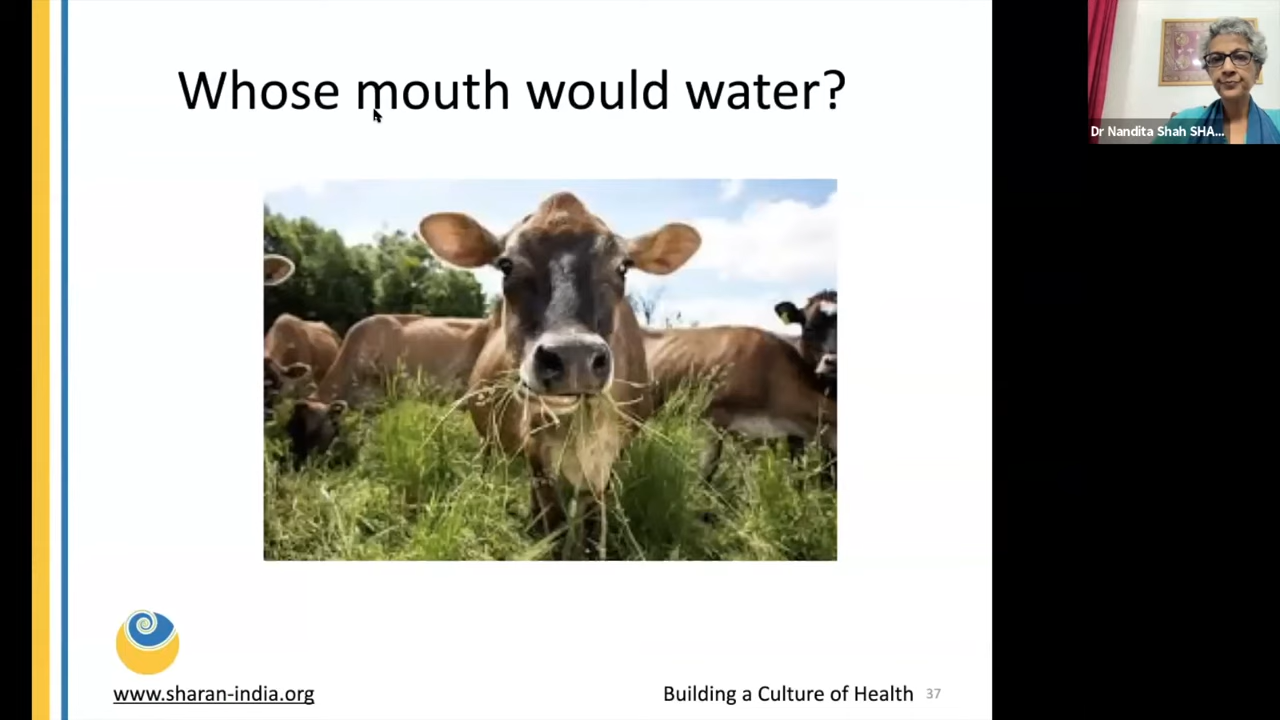 Whose mouth would water?
Dr Nandita Shah SHA...
www.sharan-india.org
Building a Culture of Health 37